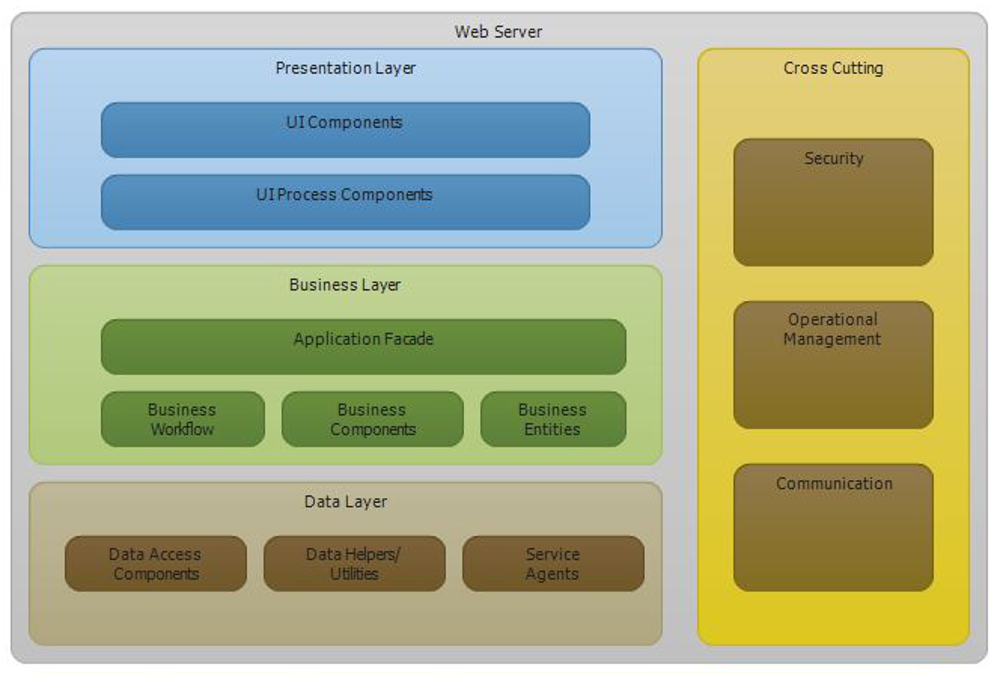 Web Server
Presentation Layer
UI Components
UI Process Components
Business Layer
Application Facade
Business
Workflow
Business
Components
Business
Entities
Data Layer
Data Access
Components
Data Helpers/
Utilities
Service
Agents
Cross Cutting
Security
Operational
Management
Communication